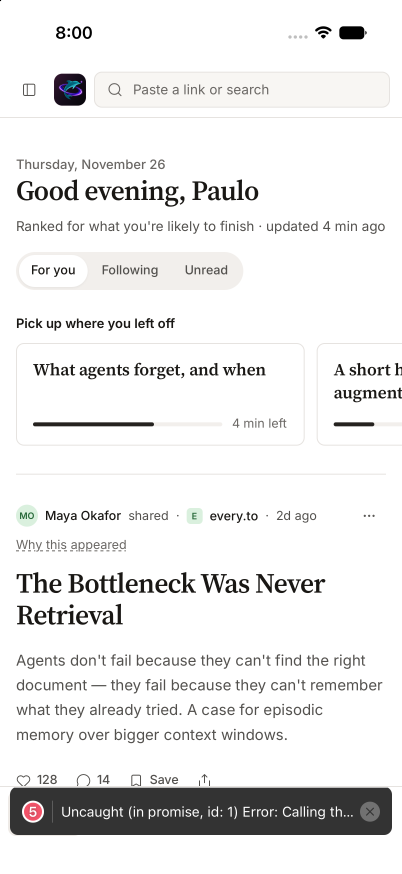 8:00
Paste a link or search
Thursday, November 26
Good evening, Paulo
Ranked for what you're likely to finish · updated 4 min ago
For you Following Unread
Pick up where you left off
What agents forget, and when
4 min left
A short h
augment
MO Maya Okafor shared · E every.to · 2d ago
Why this appeared
The Bottleneck Was Never
Retrieval
Agents don't fail because they can't find the right
document — they fail because they can't remember
what they already tried. A case for episodic
memory over bigger context windows.
128 14 Save
5 Uncaught (in promise, id: 1) Error: Calling th...